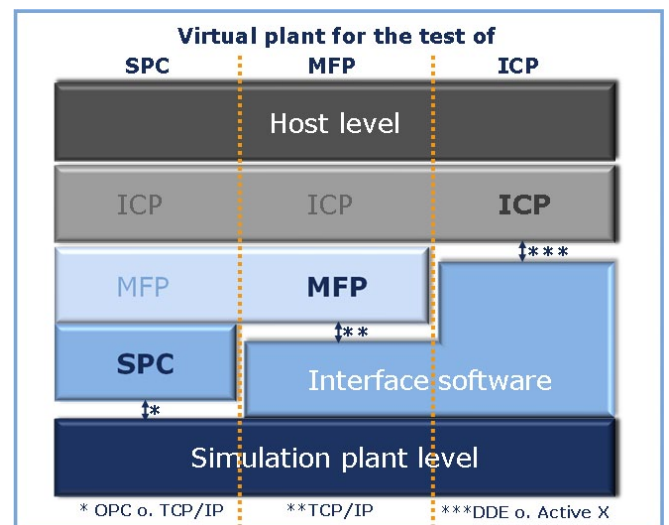 Virtual plant for the test of
SPC MFP ICP
Host level
ICP ICP ICP
***
MFP MFP
**
SPC
Interface software
*
Simulation plant level
* OPC o. TCP/IP **TCP/IP ***DDE o. Active X